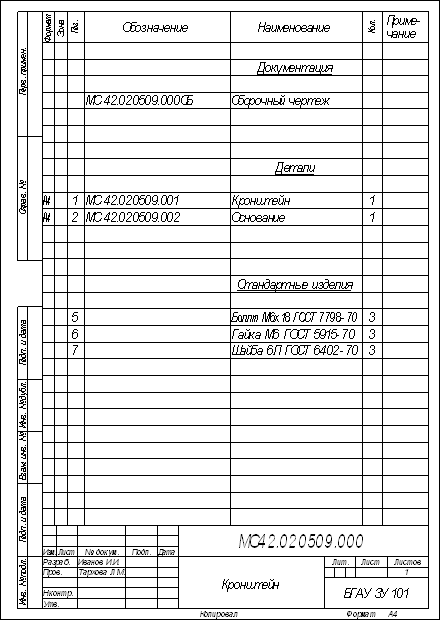 Формат Зона Поз. Обозначение Наименование Кол. Приме-
чание
Документация
МС42.020509.000СБ Сборочный чертеж
Детали
А4 1 МС42.020509.001 Кронштейн 1
А4 2 МС42.020509.002 Основание 1
Стандартные изделия
5 Болт М6х18 ГОСТ 7798-70 3
6 Гайка М6 ГОСТ 5915-70 3
7 Шайба 6Л ГОСТ 6402-70 3
Перв. примен.
Справ. №
Подп. и дата
Инв. № дубл.
Взам. инв. №
Подп. и дата
Инв. № подл.
МС42.020509.000
Изм. Лист № докум. Подп. Дата
Разраб. Иванов И.И.
Пров. Тархова Л.М.
Н.контр.
Утв.
Кронштейн
Лит. Лист Листов
1
БГАУ ЗУ 101
Копировал Формат А4